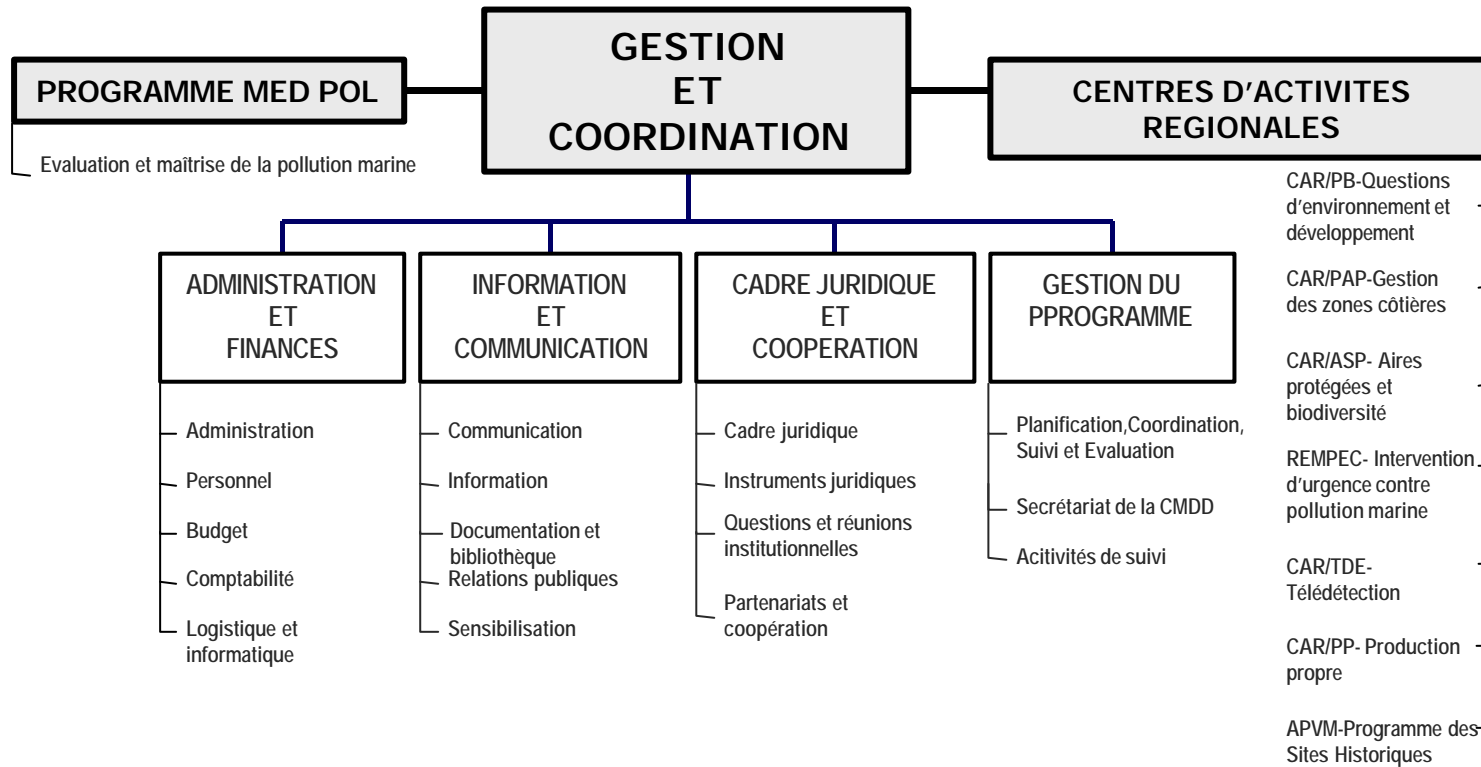 GESTION
ET
COORDINATION
PROGRAMME MED POL
Evaluation et maîtrise de la pollution marine
CENTRES D'ACTIVITES
REGIONALES
CAR/PB-Questions
d'environnement et
développement
CAR/PAP-Gestion
des zones côtières
CAR/ASP- Aires
protégées et
biodiversité
REMPEC- Intervention
d'urgence contre
pollution marine
CAR/TDE-
Télédétection
CAR/PP- Production
propre
APVM-Programme des
Sites Historiques
ADMINISTRATION
ET
FINANCES
Administration
Personnel
Budget
Comptabilité
Logistique et
informatique
INFORMATION
ET
COMMUNICATION
Communication
Information
Documentation et
bibliothèque
Relations publiques
Sensibilisation
CADRE JURIDIQUE
ET
COOPERATION
Cadre juridique
Instruments juridiques
Questions et réunions
institutionnelles
Partenariats et
coopération
GESTION DU
PPROGRAMME
Planification,Coordination,
Suivi et Evaluation
Secrétariat de la CMDD
Acitivités de suivi